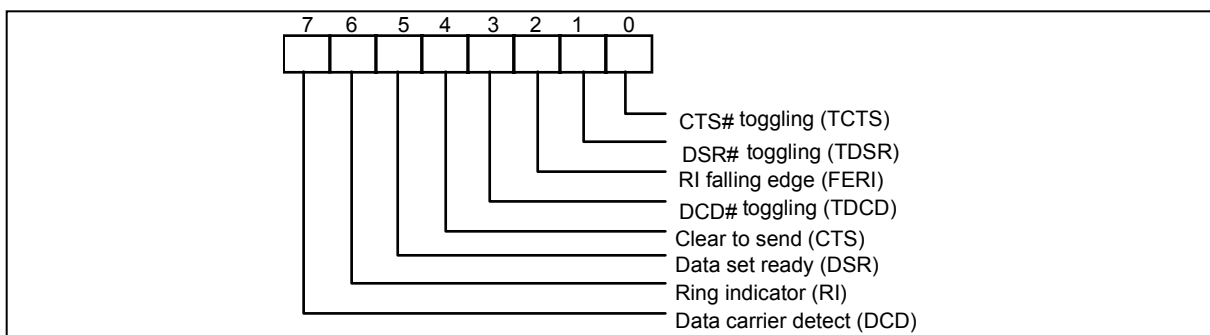 7 6 5 4 3 2 1 0
CTS# toggling (TCTS)
DSR# toggling (TDSR)
RI falling edge (FERI)
DCD# toggling (TDCD)
Clear to send (CTS)
Data set ready (DSR)
Ring indicator (RI)
Data carrier detect (DCD)